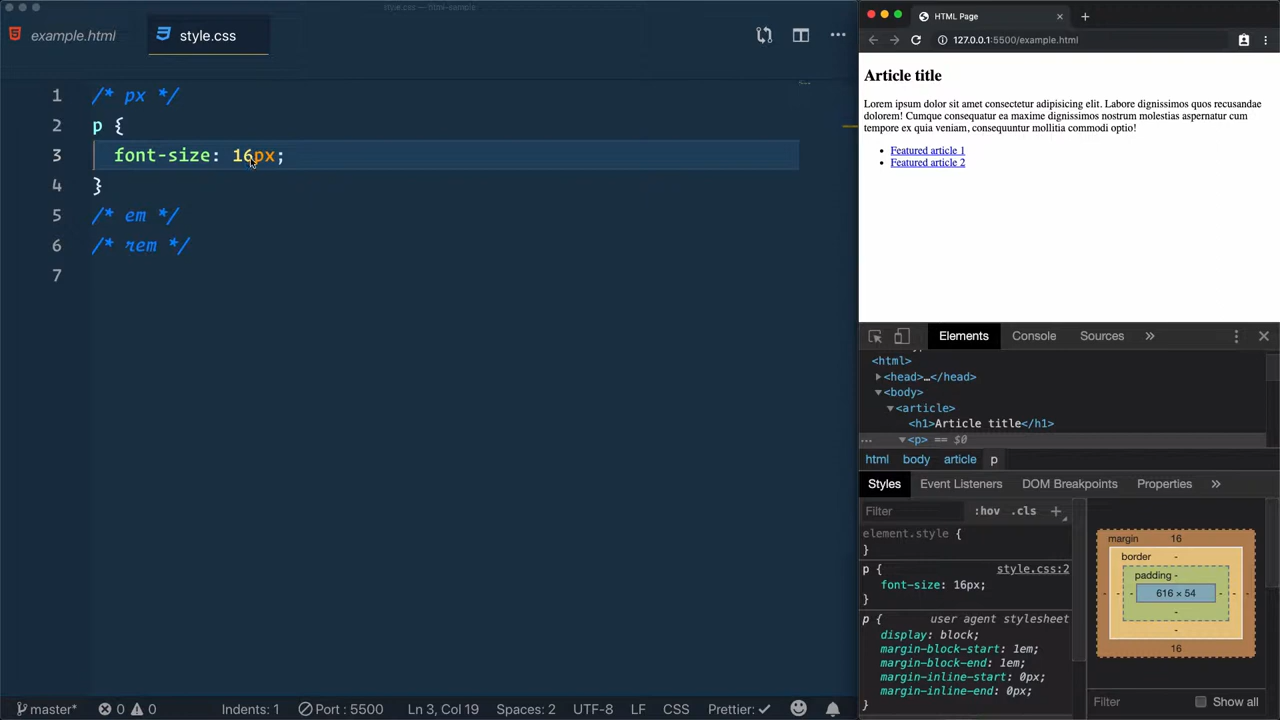 style.css — html-sample
example.html
style.css
1 /* px */
2 p {
3 font-size: 16px;
4 }
5 /* em */
6 /* rem */
7
master*
0 0
Indents: 1
Port : 5500
Ln 3, Col 19
Spaces: 2
UTF-8
LF
CSS
Prettier:
HTML Page
127.0.0.1:5500/example.html
Article title
Lorem ipsum dolor sit amet consectetur adipisicing elit. Labore dignissimos quos recusandae
dolorem! Cumque consequatur ea maxime dignissimos nostrum molestias aspernatur cum
tempore ex quia veniam, consequuntur mollitia commodi optio!
Featured article 1
Featured article 2
Elements Console Sources »
<html>
<head>…</head>
<body>
<article>
<h1>Article title</h1>
… <p> == $0
html body article p
Styles Event Listeners DOM Breakpoints Properties »
Filter :hov .cls +
element.style {
}
p { style.css:2
font-size: 16px;
}
p { user agent stylesheet
display: block;
margin-block-start: 1em;
margin-block-end: 1em;
margin-inline-start: 0px;
margin-inline-end: 0px;
}
margin 16
border -
padding -
- - - 616 × 54 - - -
-
-
16
Filter Show all